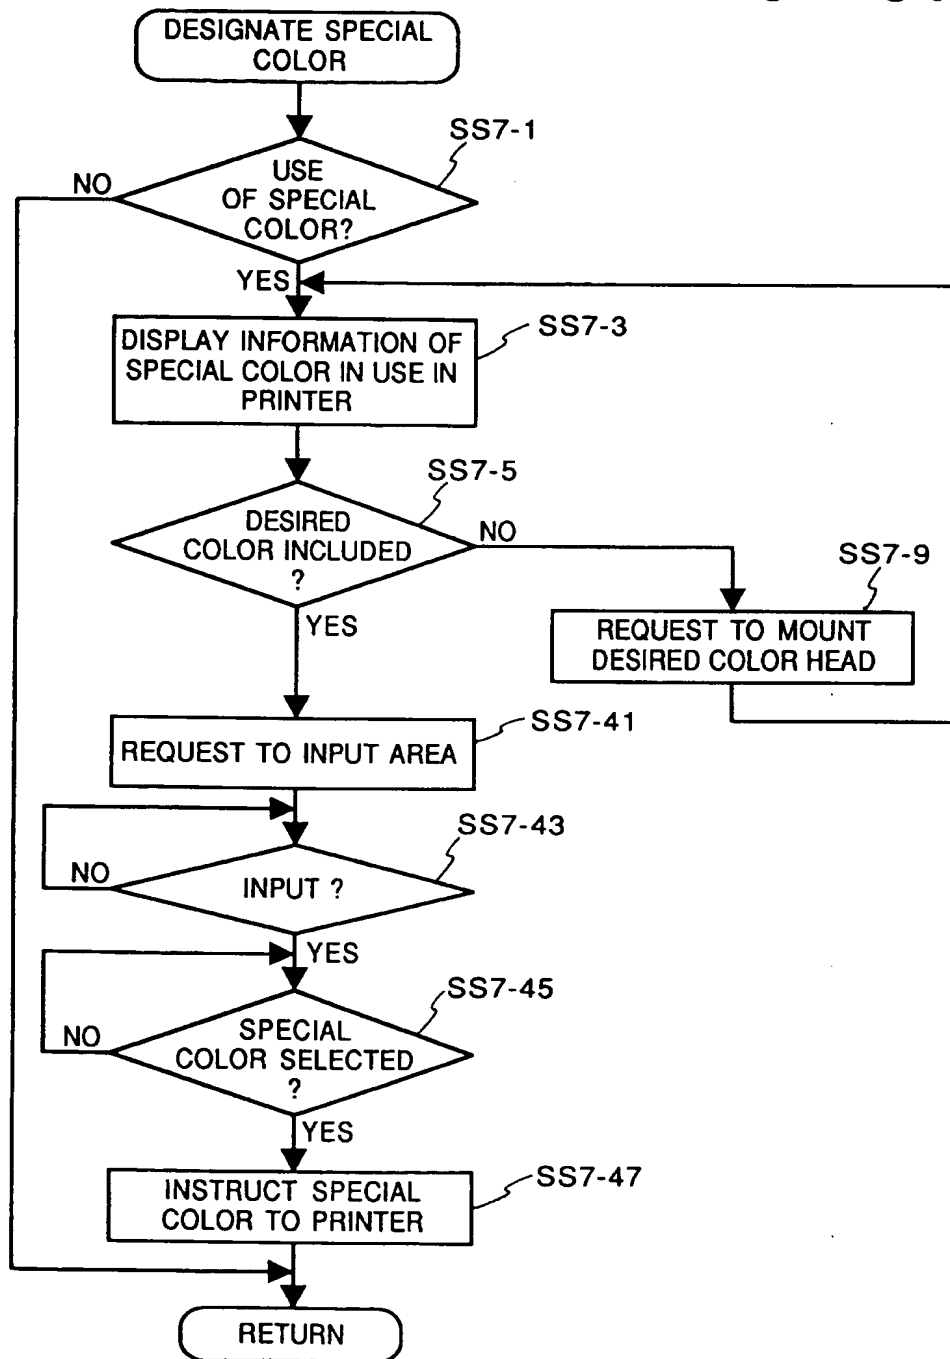 DESIGNATE SPECIAL
COLOR
SS7-1
USE
OF SPECIAL
COLOR?
NO
YES
SS7-3
DISPLAY INFORMATION OF
SPECIAL COLOR IN USE IN
PRINTER
SS7-5
DESIRED
COLOR INCLUDED
?
NO
YES
SS7-9
REQUEST TO MOUNT
DESIRED COLOR HEAD
SS7-41
REQUEST TO INPUT AREA
SS7-43
INPUT ?
NO
YES
SS7-45
SPECIAL
COLOR SELECTED
?
NO
YES
SS7-47
INSTRUCT SPECIAL
COLOR TO PRINTER
RETURN